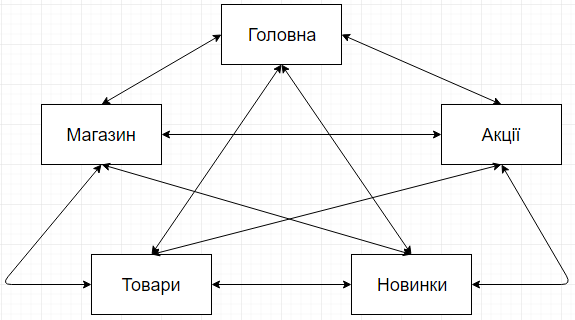 Головна
Магазин
Акції
Товари
Новинки